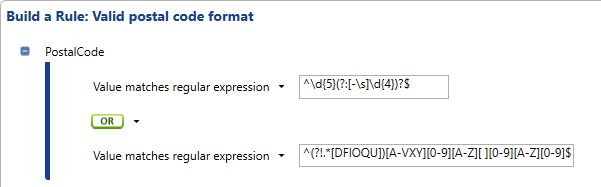 Build a Rule: Valid postal code format
PostalCode
Value matches regular expression ^\d{5}(?:[-\s]\d{4})?$
OR
Value matches regular expression ^(?!.*[DFIOQU])[A-VXY][0-9][A-Z][ ][0-9][A-Z][0-9]$